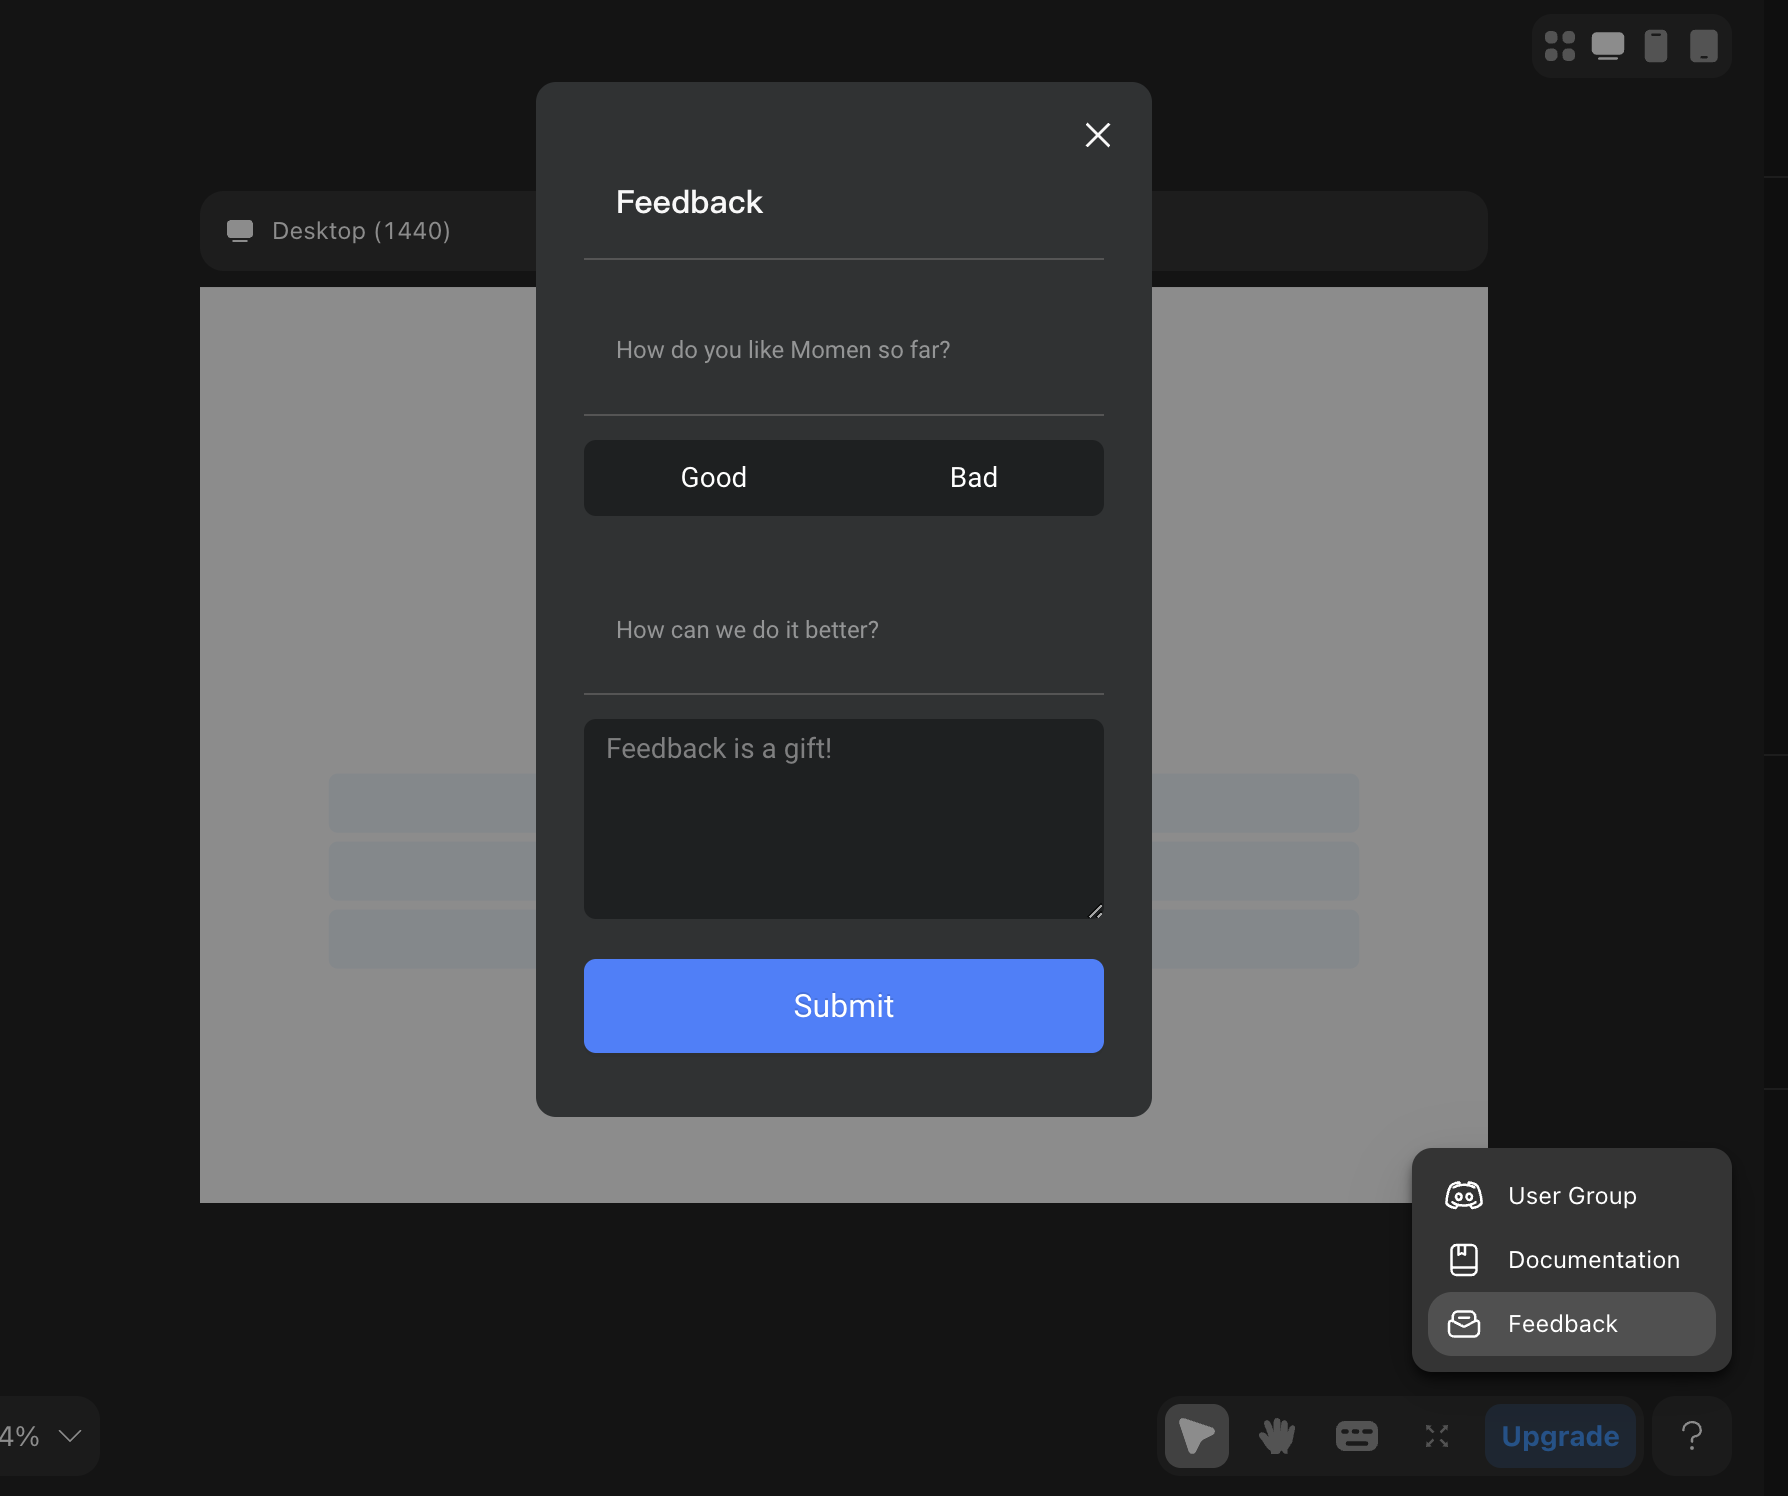 Feedback
Desktop (1440)
How do you like Momen so far?
Good Bad
How can we do it better?
Feedback is a gift!
Submit
User Group
Documentation
Feedback
4%
Upgrade
?